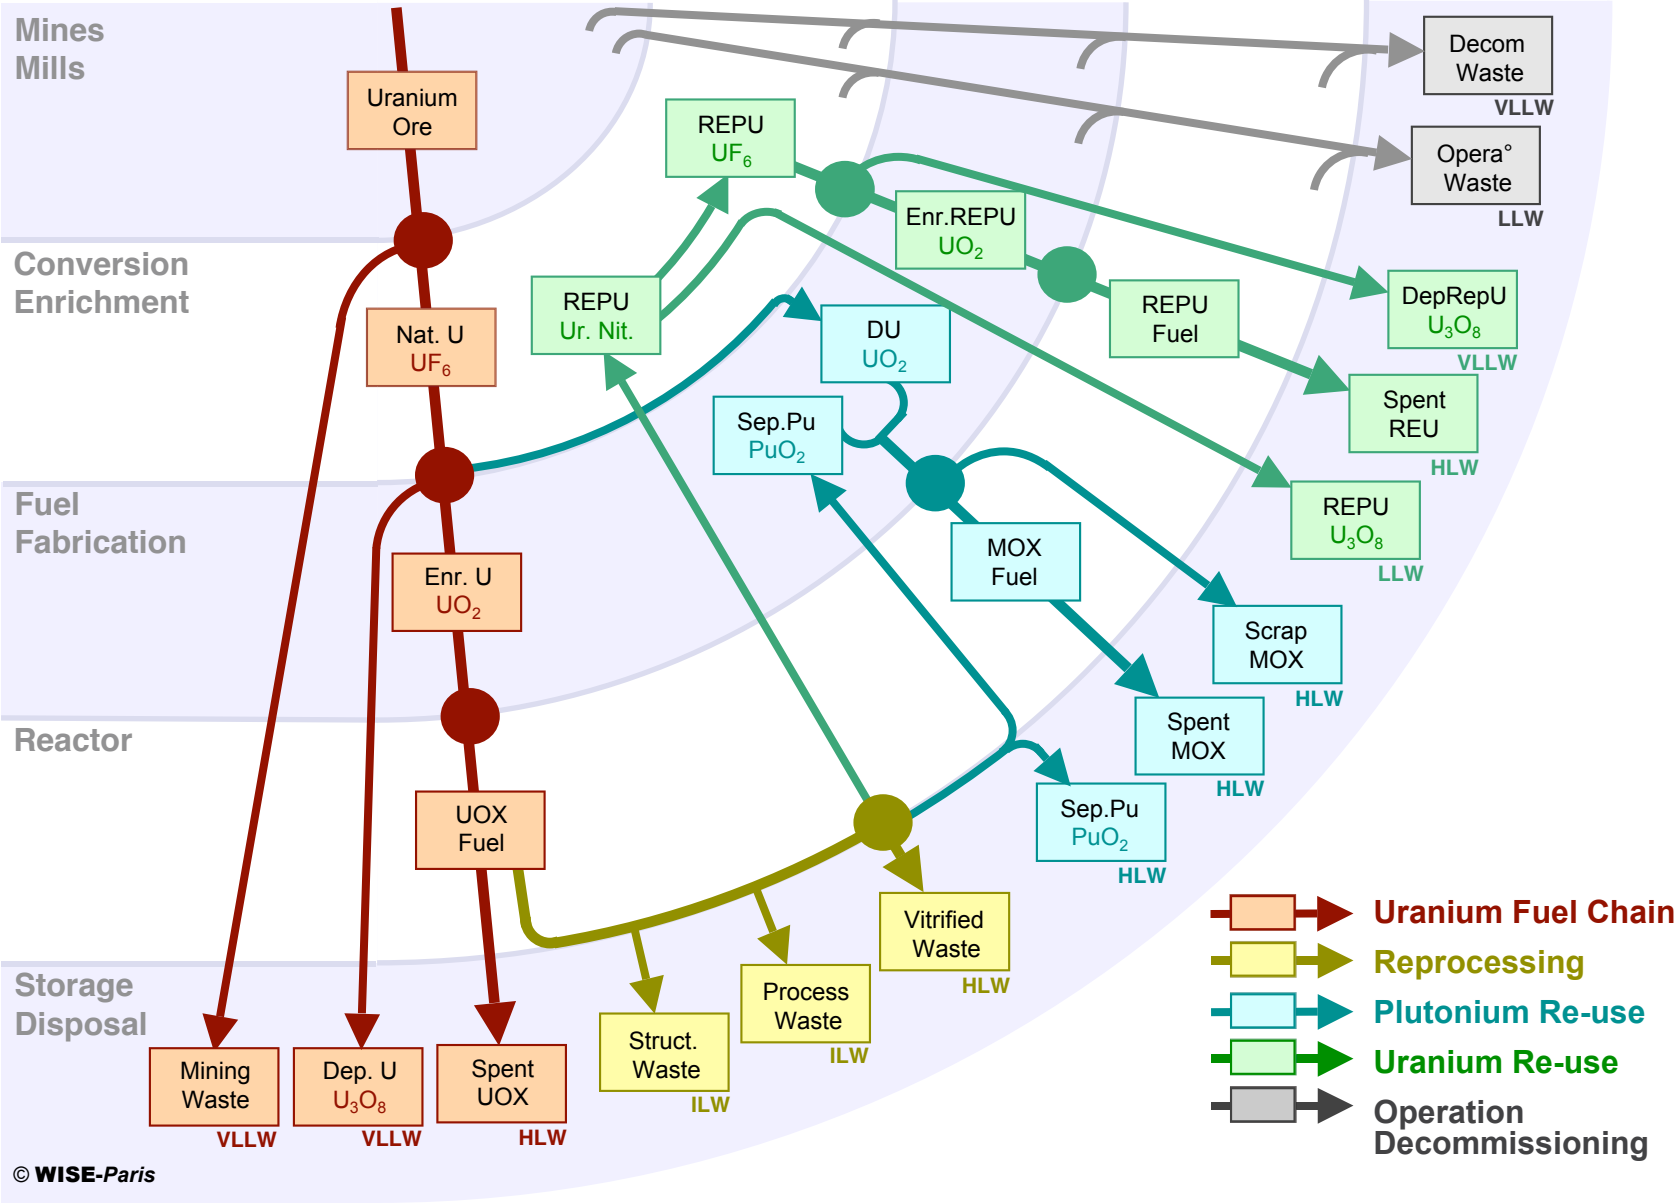 Mines
Mills
Uranium
Ore
Conversion
Enrichment
Nat. U
UF₆
Fuel
Fabrication
Enr. U
UO₂
Reactor
UOX
Fuel
Storage
Disposal
Mining
Waste
VLLW
Dep. U
U₃O₈
VLLW
Spent
UOX
HLW
Struct.
Waste
ILW
Process
Waste
ILW
Vitrified
Waste
HLW
REPU
Ur. Nit.
REPU
UF₆
Enr.REPU
UO₂
REPU
Fuel
DU
UO₂
Sep.Pu
PuO₂
MOX
Fuel
Decom
Waste
VLLW
Opera°
Waste
LLW
DepRepU
U₃O₈
VLLW
Spent
REU
HLW
REPU
U₃O₈
LLW
Scrap
MOX
HLW
Spent
MOX
HLW
Sep.Pu
PuO₂
HLW
Uranium Fuel Chain
Reprocessing
Plutonium Re-use
Uranium Re-use
Operation
Decommissioning
© WISE-Paris